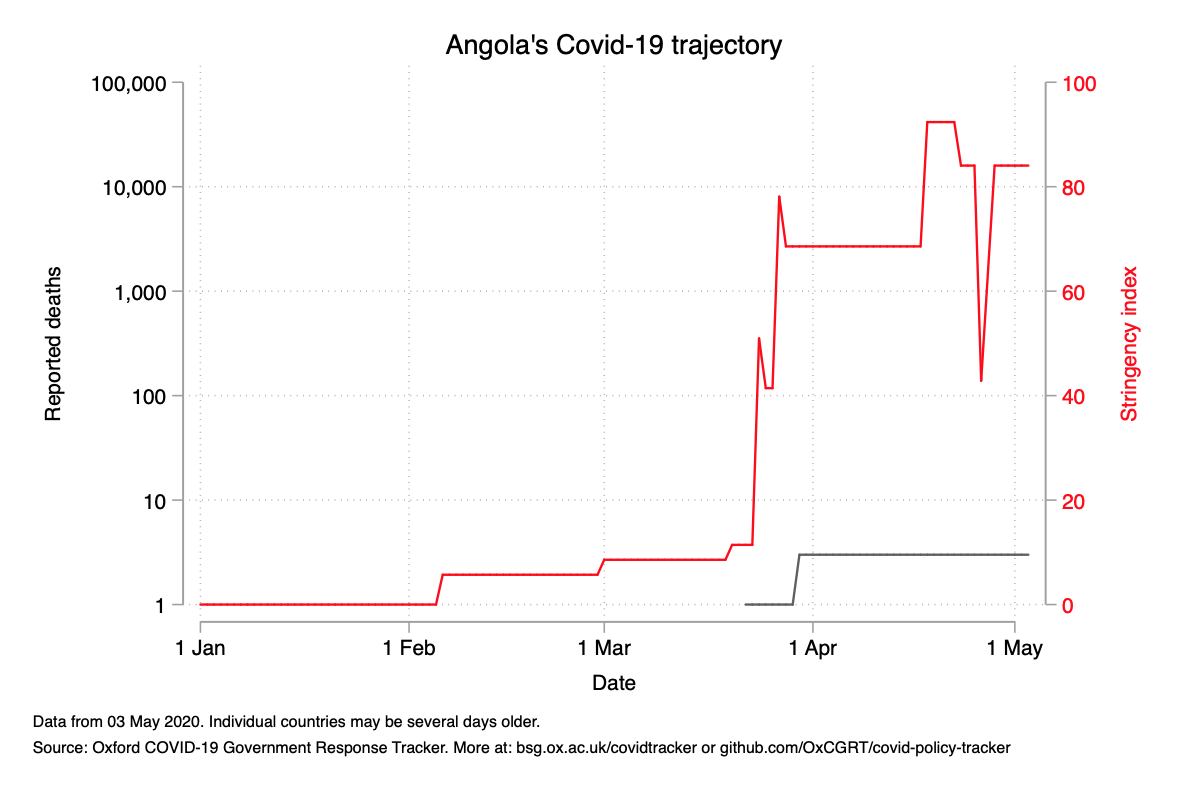 Angola's Covid-19 trajectory
100,000
10,000
1,000
100
10
1
Reported deaths
100
80
60
40
20
0
Stringency index
1 Jan
1 Feb
1 Mar
1 Apr
1 May
Date
Data from 03 May 2020. Individual countries may be several days older.
Source: Oxford COVID-19 Government Response Tracker. More at: bsg.ox.ac.uk/covidtracker or github.com/OxCGRT/covid-policy-tracker